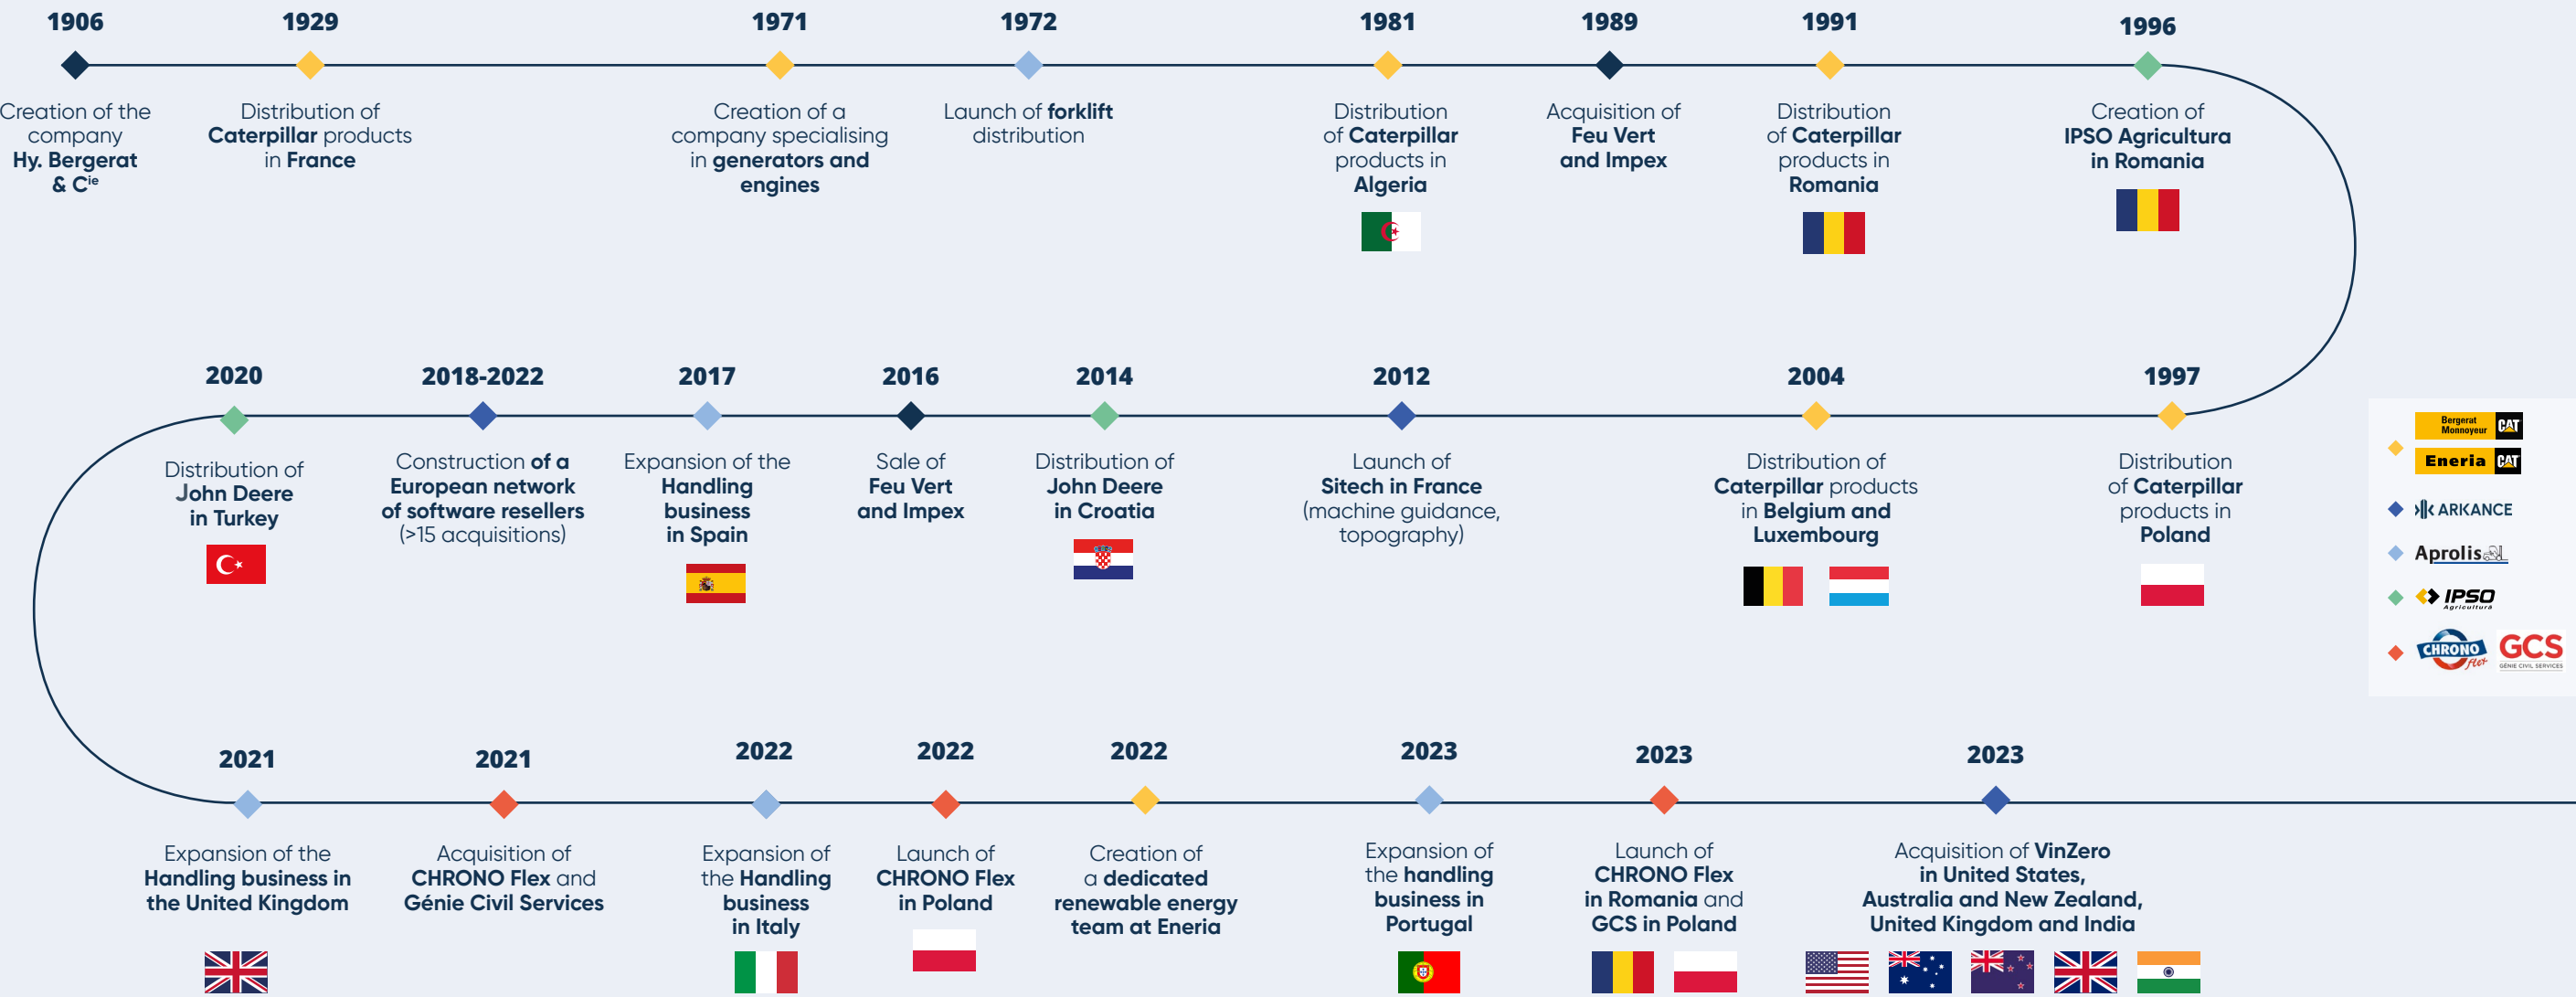 1906
Creation of the
company
Hy. Bergerat
& Cie
1929
Distribution of
Caterpillar products
in France
1971
Creation of a
company specialising
in generators and
engines
1972
Launch of forklift
distribution
1981
Distribution
of Caterpillar
products in
Algeria
1989
Acquisition of
Feu Vert
and Impex
1991
Distribution
of Caterpillar
products in
Romania
1996
Creation of
IPSO Agricultura
in Romania
1997
Distribution
of Caterpillar
products in
Poland
2004
Distribution of
Caterpillar products
in Belgium and
Luxembourg
2012
Launch of
Sitech in France
(machine guidance,
topography)
2014
Distribution of
John Deere
in Croatia
2016
Sale of
Feu Vert
and Impex
2017
Expansion of the
Handling
business
in Spain
2018-2022
Construction of a
European network
of software resellers
(>15 acquisitions)
2020
Distribution of
John Deere
in Turkey
2021
Expansion of the
Handling business in
the United Kingdom
2021
Acquisition of
CHRONO Flex and
Génie Civil Services
2022
Expansion of
the Handling
business
in Italy
2022
Launch of
CHRONO Flex
in Poland
2022
Creation of
a dedicated
renewable energy
team at Eneria
2023
Expansion of
the handling
business in
Portugal
2023
Launch of
CHRONO Flex
in Romania and
GCS in Poland
2023
Acquisition of VinZero
in United States,
Australia and New Zealand,
United Kingdom and India
Bergerat
Monnoyeur CAT
Eneria CAT
ARKANCE
Aprolis
IPSO
Agricultură
CHRONO
flex
GCS
GÉNIE CIVIL SERVICES